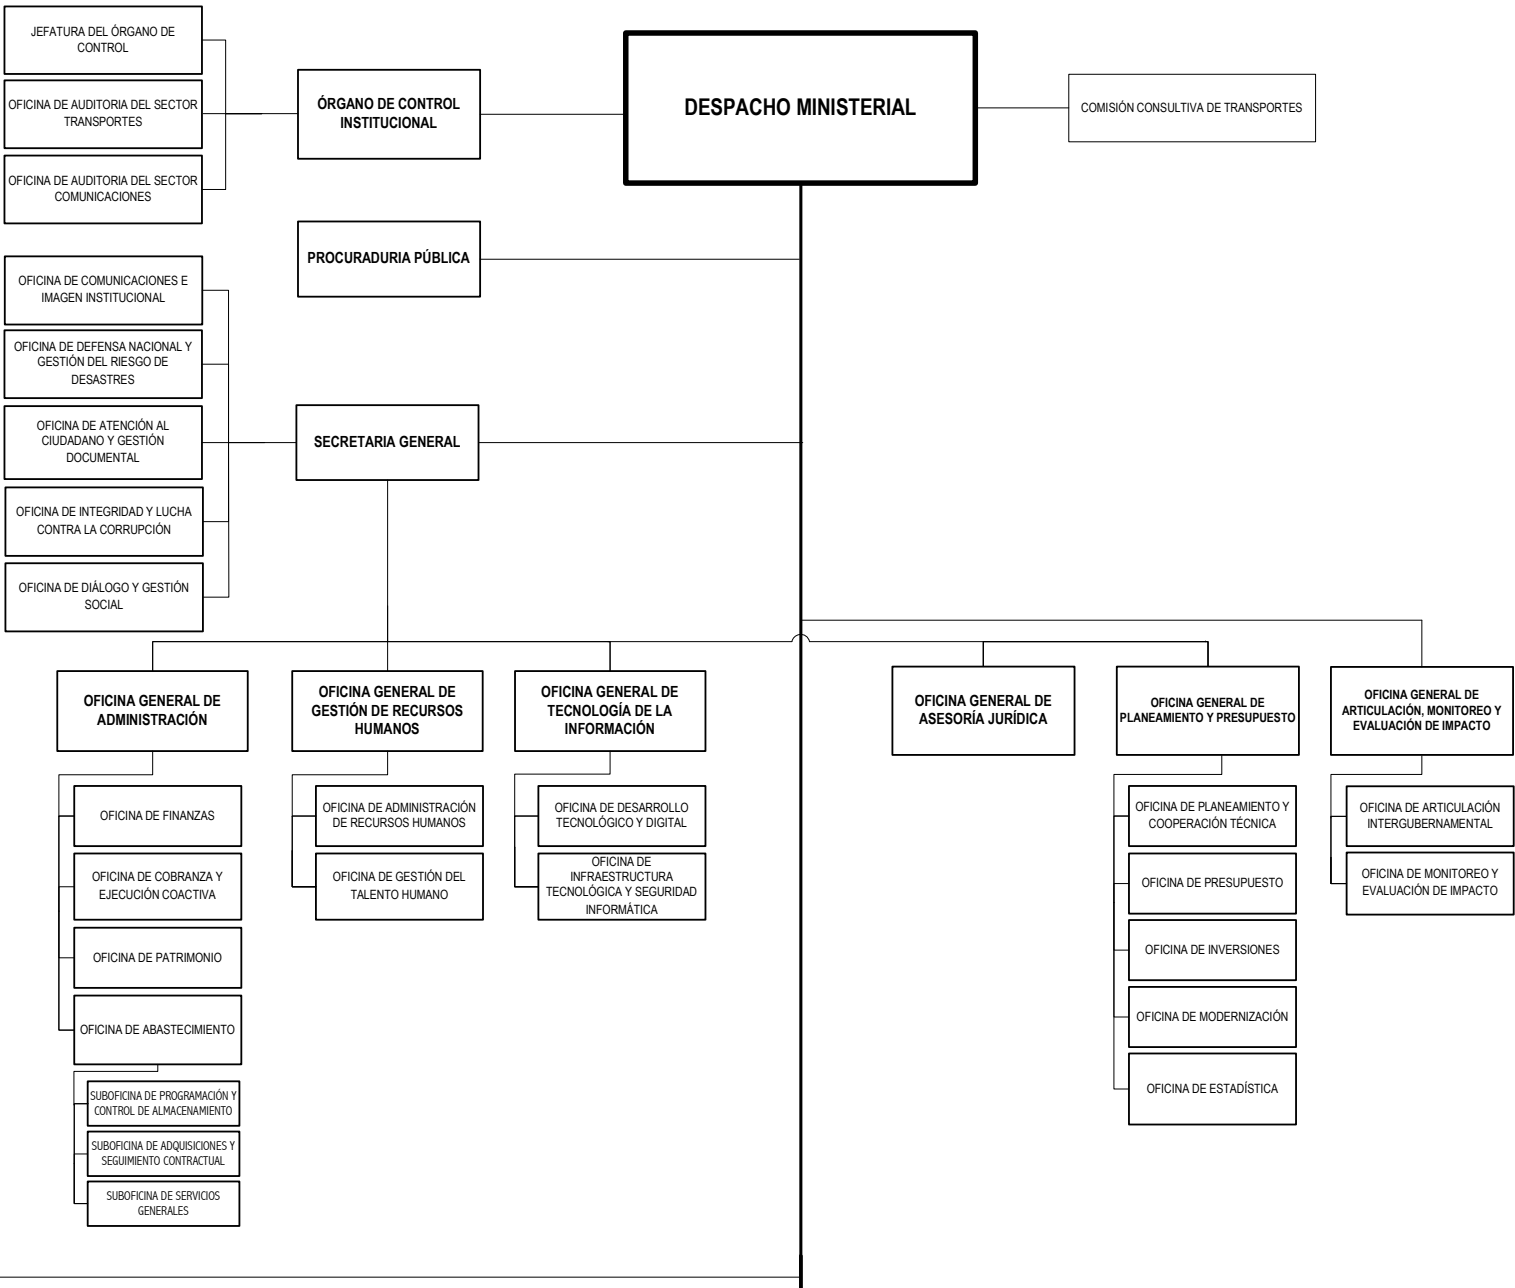 JEFATURA DEL ÓRGANO DE
CONTROL
OFICINA DE AUDITORIA DEL SECTOR
TRANSPORTES
OFICINA DE AUDITORIA DEL SECTOR
COMUNICACIONES
ÓRGANO DE CONTROL
INSTITUCIONAL
DESPACHO MINISTERIAL
COMISIÓN CONSULTIVA DE TRANSPORTES
PROCURADURIA PÚBLICA
OFICINA DE COMUNICACIONES E
IMAGEN INSTITUCIONAL
OFICINA DE DEFENSA NACIONAL Y
GESTIÓN DEL RIESGO DE
DESASTRES
OFICINA DE ATENCIÓN AL
CIUDADANO Y GESTIÓN
DOCUMENTAL
OFICINA DE INTEGRIDAD Y LUCHA
CONTRA LA CORRUPCIÓN
OFICINA DE DIÁLOGO Y GESTIÓN
SOCIAL
SECRETARIA GENERAL
OFICINA GENERAL DE
ADMINISTRACIÓN
OFICINA DE FINANZAS
OFICINA DE COBRANZA Y
EJECUCIÓN COACTIVA
OFICINA DE PATRIMONIO
OFICINA DE ABASTECIMIENTO
SUBOFICINA DE PROGRAMACIÓN Y
CONTROL DE ALMACENAMIENTO
SUBOFICINA DE ADQUISICIONES Y
SEGUIMIENTO CONTRACTUAL
SUBOFICINA DE SERVICIOS
GENERALES
OFICINA GENERAL DE
GESTIÓN DE RECURSOS
HUMANOS
OFICINA DE ADMINISTRACIÓN
DE RECURSOS HUMANOS
OFICINA DE GESTIÓN DEL
TALENTO HUMANO
OFICINA GENERAL DE
TECNOLOGÍA DE LA
INFORMACIÓN
OFICINA DE DESARROLLO
TECNOLÓGICO Y DIGITAL
OFICINA DE
INFRAESTRUCTURA
TECNOLÓGICA Y SEGURIDAD
INFORMÁTICA
OFICINA GENERAL DE
ASESORÍA JURÍDICA
OFICINA GENERAL DE
PLANEAMIENTO Y PRESUPUESTO
OFICINA DE PLANEAMIENTO Y
COOPERACIÓN TÉCNICA
OFICINA DE PRESUPUESTO
OFICINA DE INVERSIONES
OFICINA DE MODERNIZACIÓN
OFICINA DE ESTADÍSTICA
OFICINA GENERAL DE
ARTICULACIÓN, MONITOREO Y
EVALUACIÓN DE IMPACTO
OFICINA DE ARTICULACIÓN
INTERGUBERNAMENTAL
OFICINA DE MONITOREO Y
EVALUACIÓN DE IMPACTO